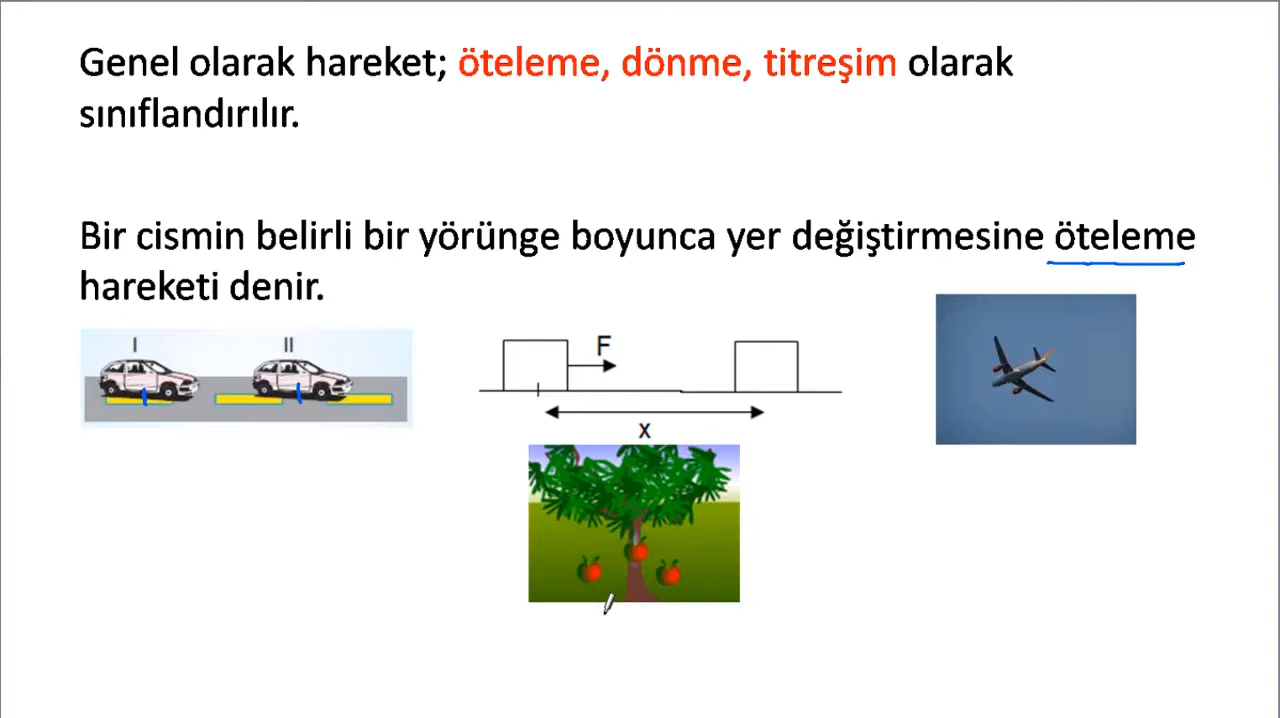 Genel olarak hareket; öteleme, dönme, titreşim olarak
sınıflandırılır.
Bir cismin belirli bir yörünge boyunca yer değiştirmesine öteleme
hareketi denir.
I II
F
x